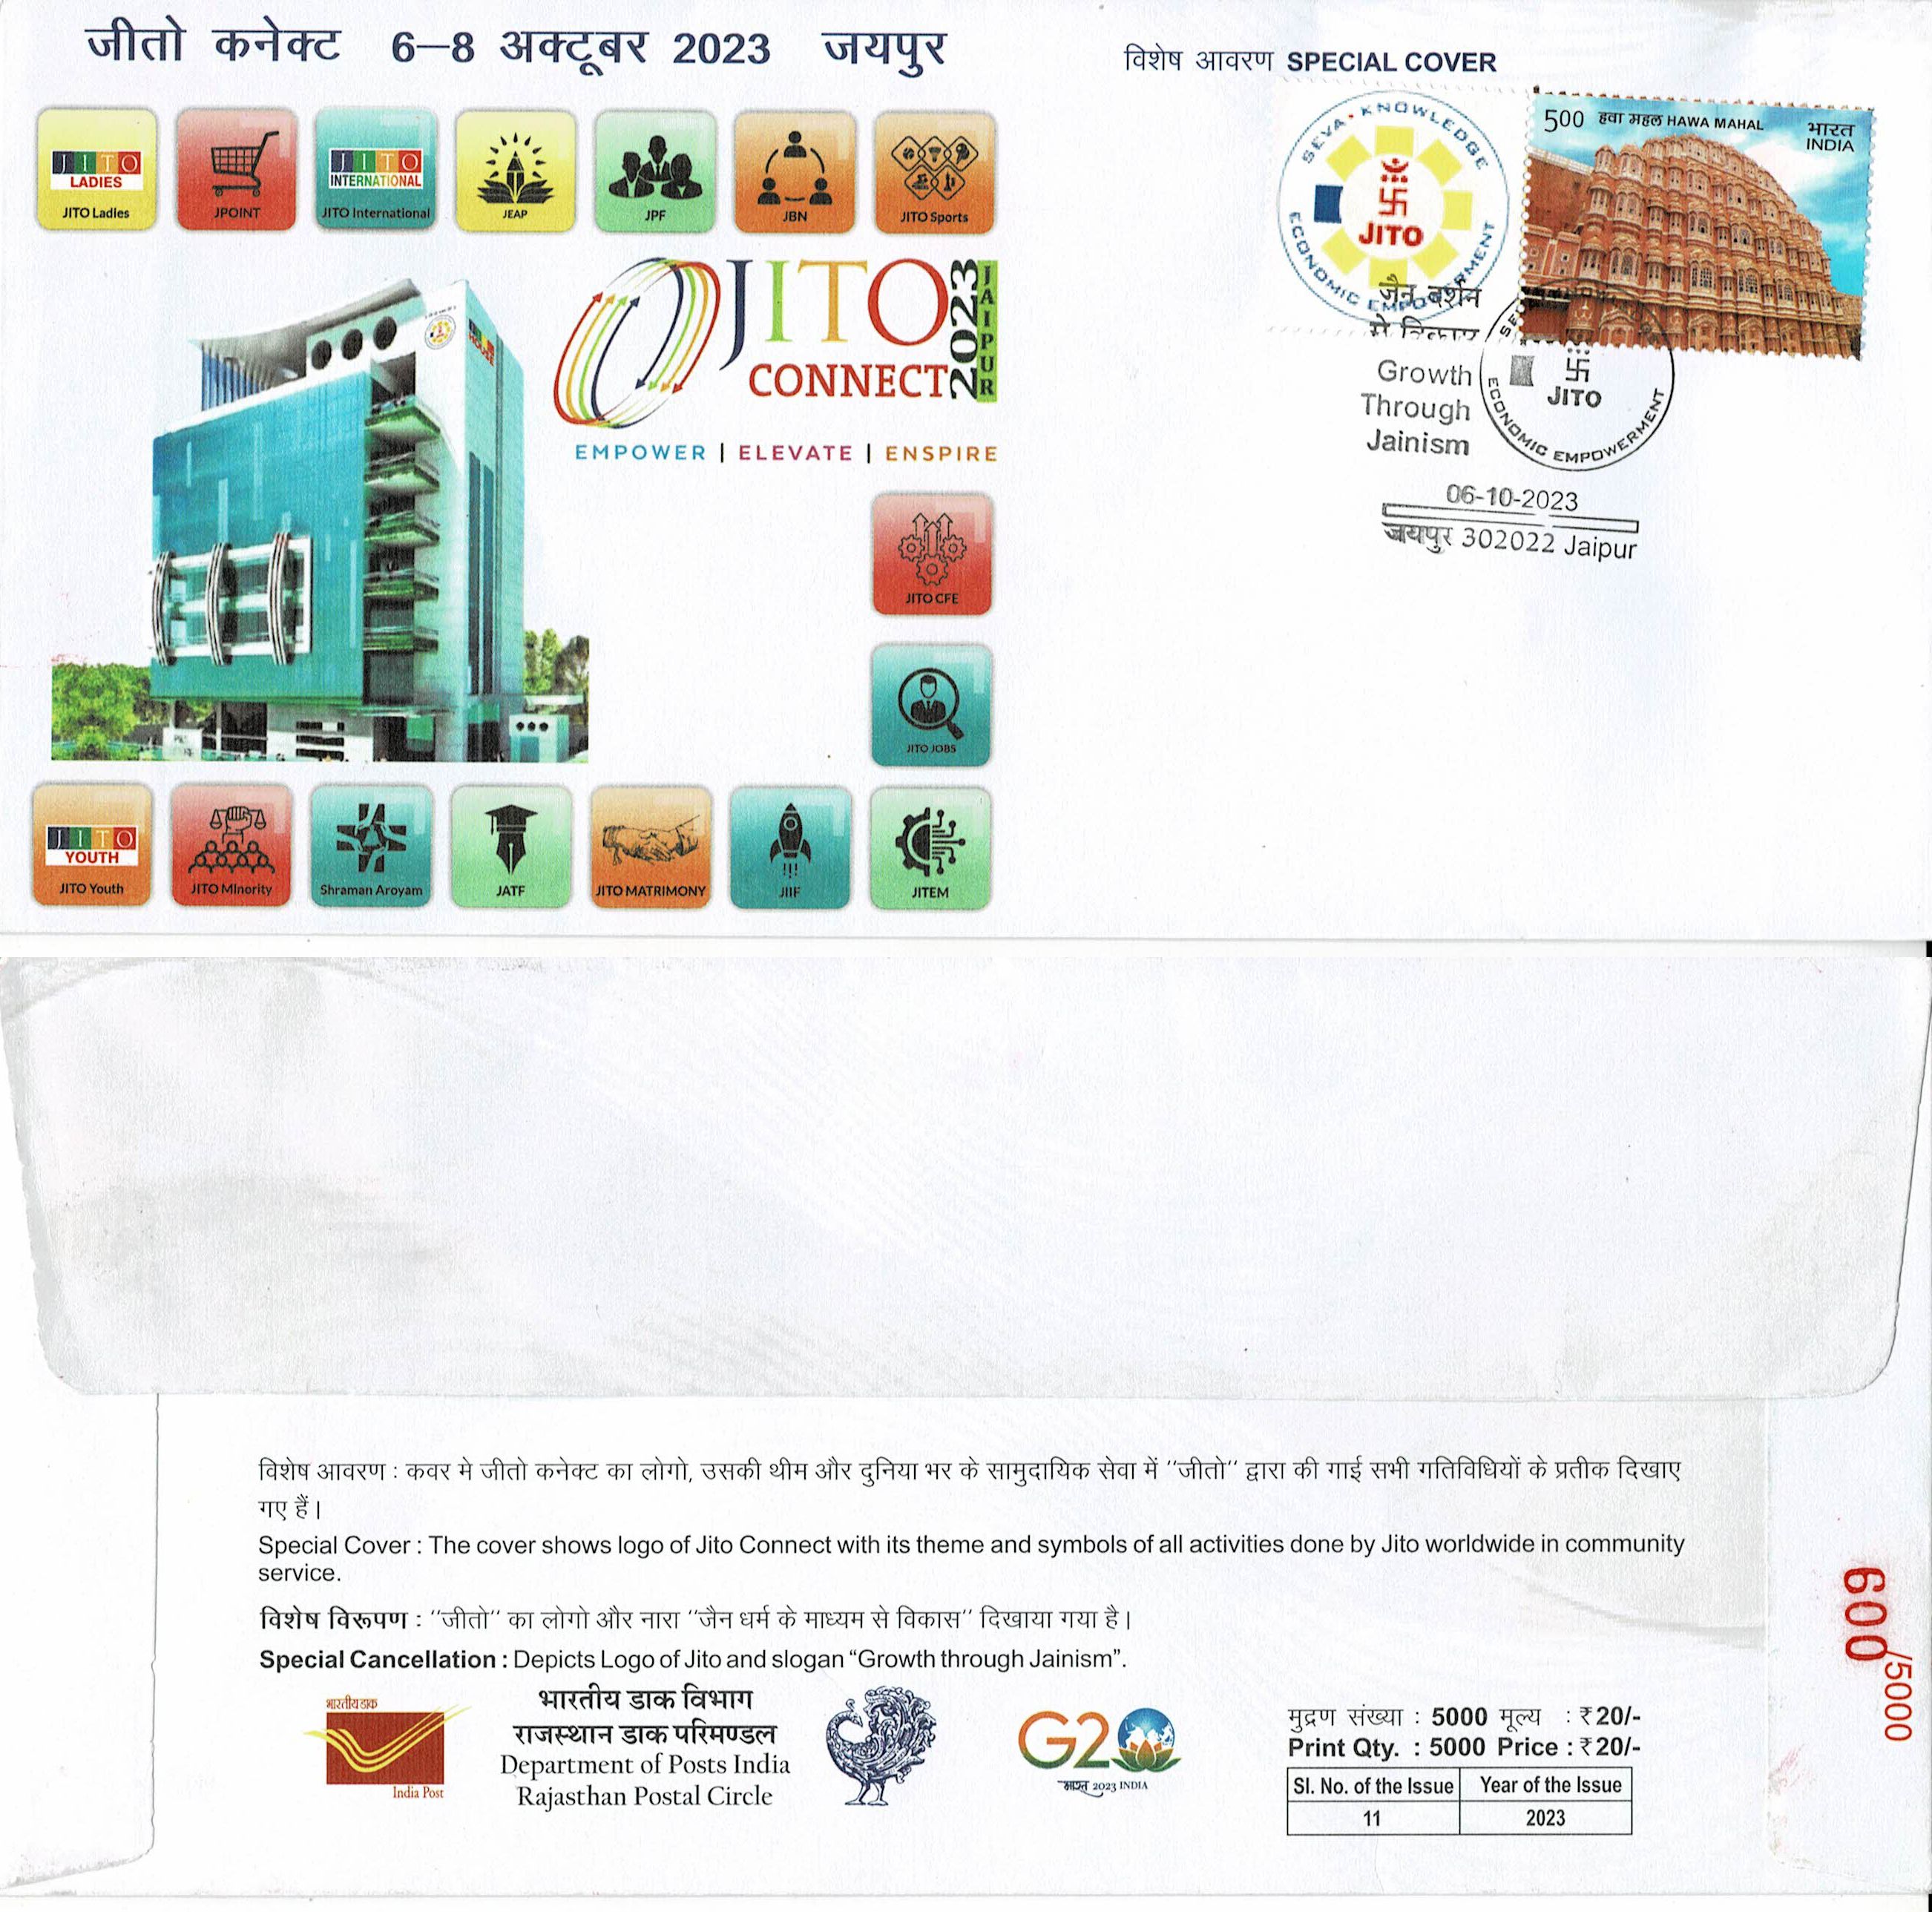 जीतो कनेक्ट 6–8 अक्टूबर 2023 जयपुर
विशेष आवरण SPECIAL COVER
JITO LADIES
JITO Ladies
JPOINT
JITO INTERNATIONAL
JITO International
JEAP
JPF
JBN
JITO Sports
JITO
CONNECT
2023
JAIPUR
EMPOWER | ELEVATE | ENSPIRE
JITO CFE
JITO JOBS
JITO YOUTH
JITO Youth
JITO Minority
Shraman Aroyam
JATF
JITO MATRIMONY
JIIF
JITEM
SEVA • KNOWLEDGE
ECONOMIC EMPOWERMENT
JITO
500 हवा महल HAWA MAHAL
भारत
INDIA
जैन दर्शन
से विकास
Growth
Through
Jainism
JITO
ECONOMIC EMPOWERMENT
06-10-2023
जयपुर 302022 Jaipur
विशेष आवरण : कवर मे जीतो कनेक्ट का लोगो, उसकी थीम और दुनिया भर के सामुदायिक सेवा में ''जीतो'' द्वारा की गाई सभी गतिविधियों के प्रतीक दिखाए
गए हैं।
Special Cover : The cover shows logo of Jito Connect with its theme and symbols of all activities done by Jito worldwide in community
service.
विशेष विरूपण : ''जीतो'' का लोगो और नारा ''जैन धर्म के माध्यम से विकास'' दिखाया गया है।
Special Cancellation : Depicts Logo of Jito and slogan “Growth through Jainism”.
भारतीय डाक
India Post
भारतीय डाक विभाग
राजस्थान डाक परिमण्डल
Department of Posts India
Rajasthan Postal Circle
G20
भारत 2023 INDIA
मुद्रण संख्या : 5000 मूल्य : ₹20/-
Print Qty. : 5000 Price : ₹20/-
Sl. No. of the Issue Year of the Issue
11 2023
600/5000